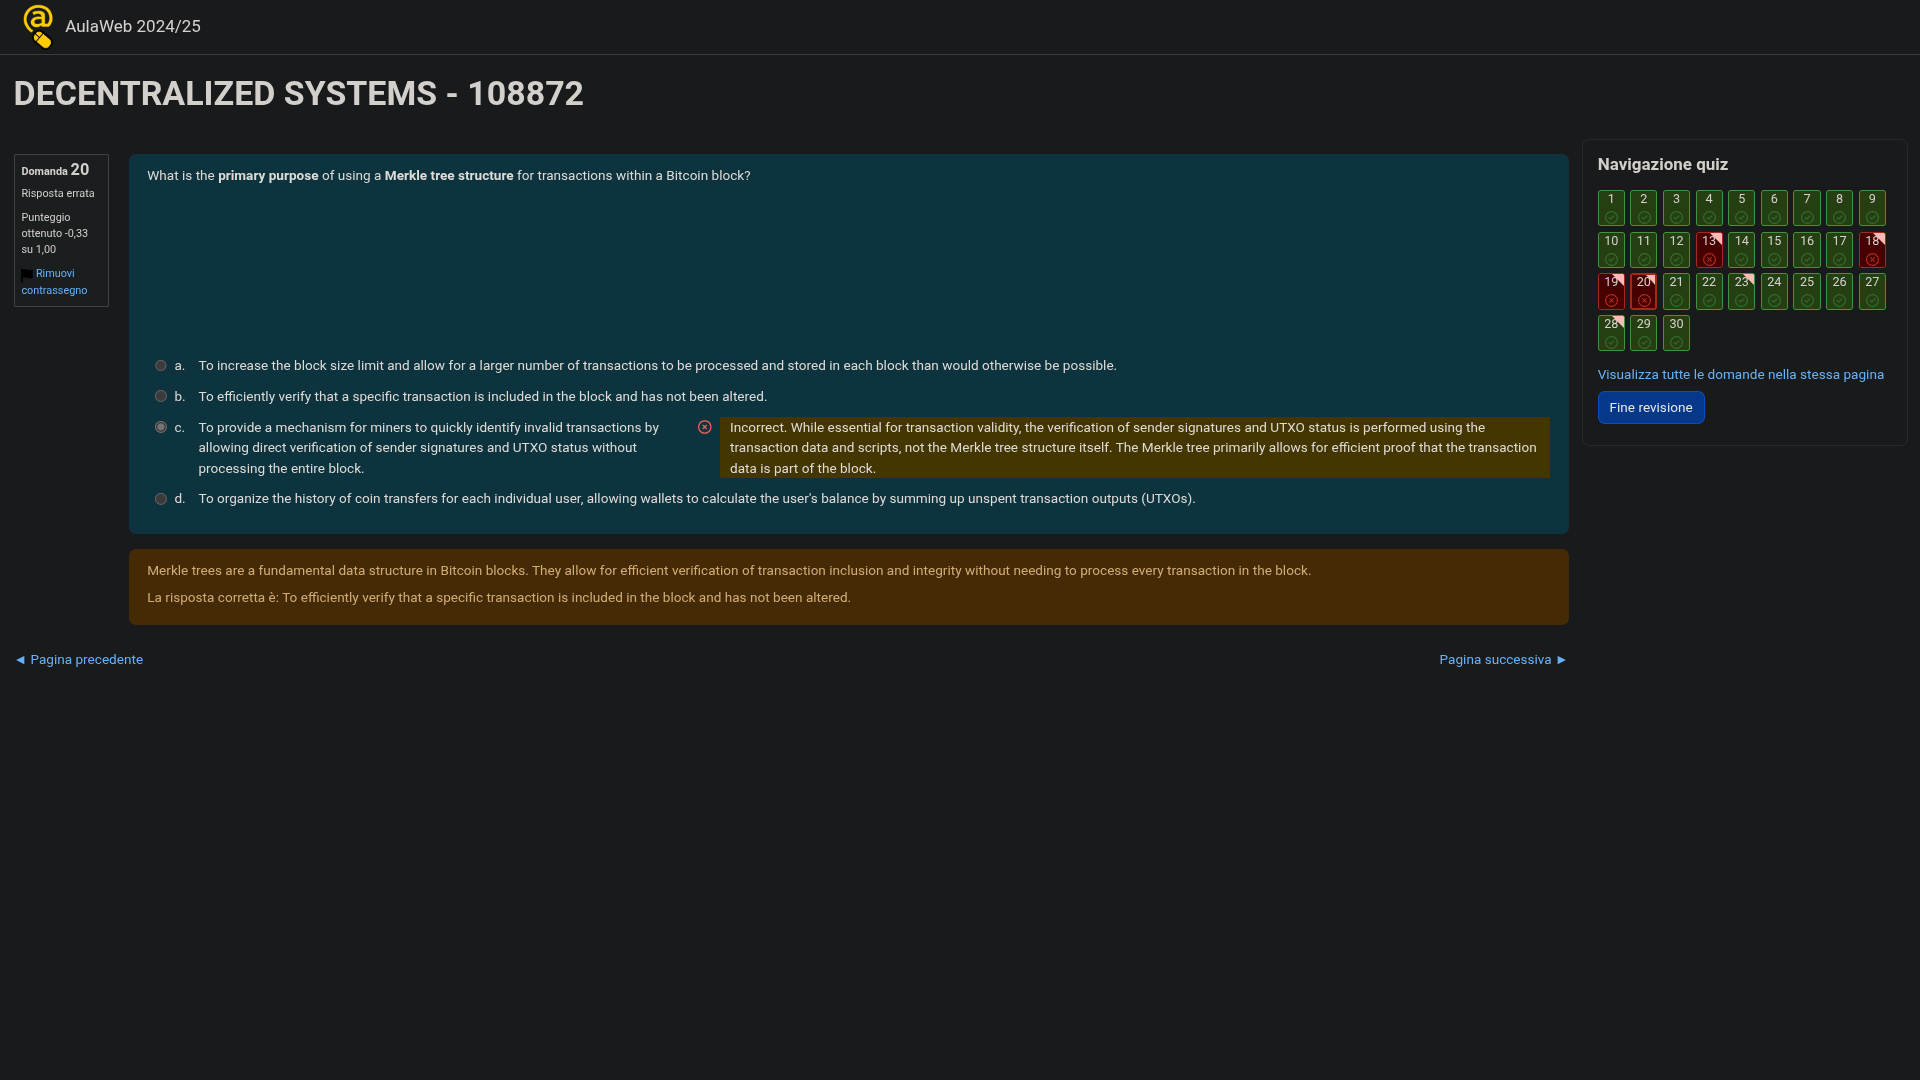 AulaWeb 2024/25
DECENTRALIZED SYSTEMS - 108872
Domanda 20
Risposta errata
Punteggio
ottenuto -0,33
su 1,00
Rimuovi
contrassegno
What is the primary purpose of using a Merkle tree structure for transactions within a Bitcoin block?
a. To increase the block size limit and allow for a larger number of transactions to be processed and stored in each block than would otherwise be possible.
b. To efficiently verify that a specific transaction is included in the block and has not been altered.
c. To provide a mechanism for miners to quickly identify invalid transactions by
allowing direct verification of sender signatures and UTXO status without
processing the entire block.
Incorrect. While essential for transaction validity, the verification of sender signatures and UTXO status is performed using the
transaction data and scripts, not the Merkle tree structure itself. The Merkle tree primarily allows for efficient proof that the transaction
data is part of the block.
d. To organize the history of coin transfers for each individual user, allowing wallets to calculate the user's balance by summing up unspent transaction outputs (UTXOs).
Merkle trees are a fundamental data structure in Bitcoin blocks. They allow for efficient verification of transaction inclusion and integrity without needing to process every transaction in the block.
La risposta corretta è: To efficiently verify that a specific transaction is included in the block and has not been altered.
◄ Pagina precedente
Pagina successiva ►
Navigazione quiz
1 2 3 4 5 6 7 8 9
10 11 12 13 14 15 16 17 18
19 20 21 22 23 24 25 26 27
28 29 30
Visualizza tutte le domande nella stessa pagina
Fine revisione